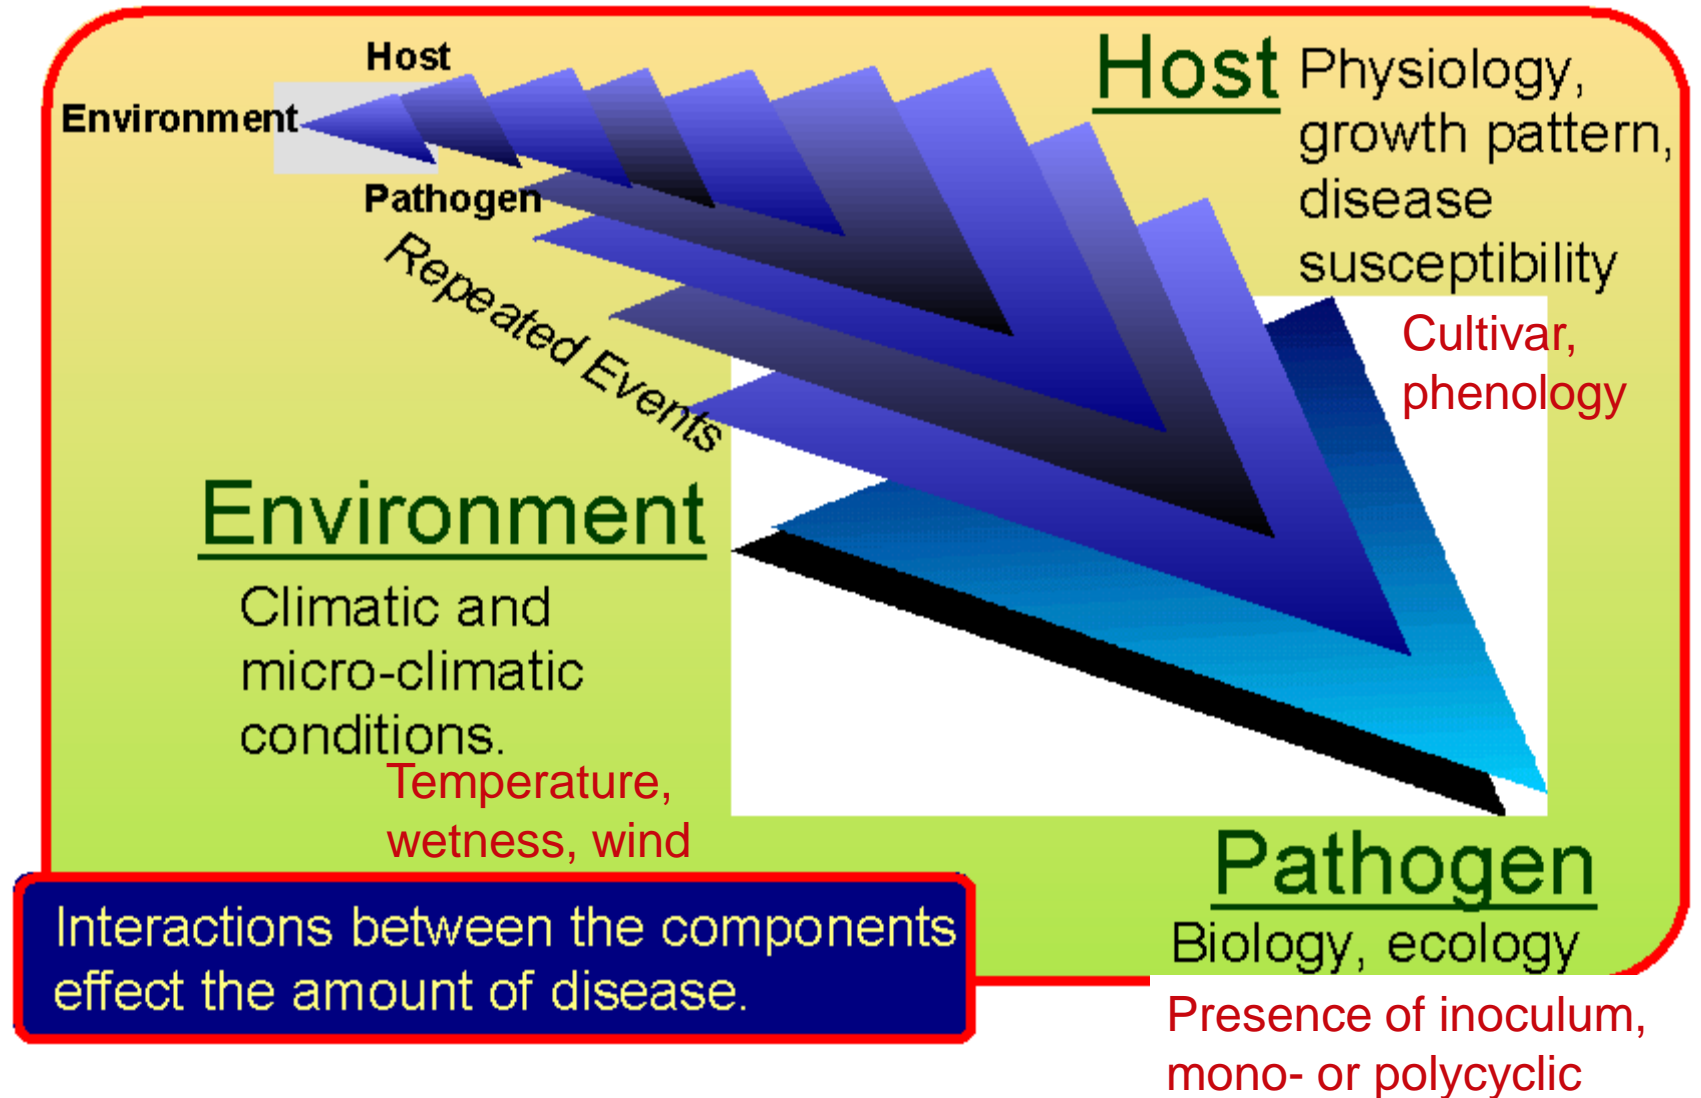 Host
Environment
Pathogen
Repeated Events
Host
Physiology,
growth pattern,
disease
susceptibility
Cultivar,
phenology
Environment
Climatic and
micro-climatic
conditions.
Temperature,
wetness, wind
Pathogen
Biology, ecology
Presence of inoculum,
mono- or polycyclic
Interactions between the components
effect the amount of disease.